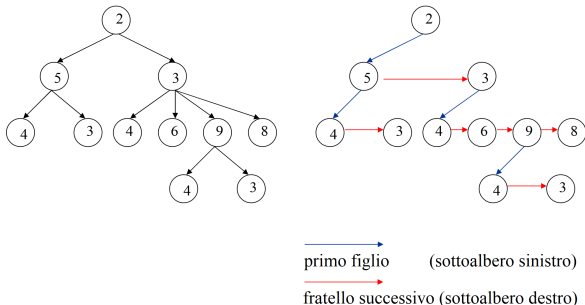 2 2
5 3 5 3
4 3 4 6 9 8 4 3 4 6 9 8
4 3 4 3
primo figlio (sottoalbero sinistro)
fratello successivo (sottoalbero destro)